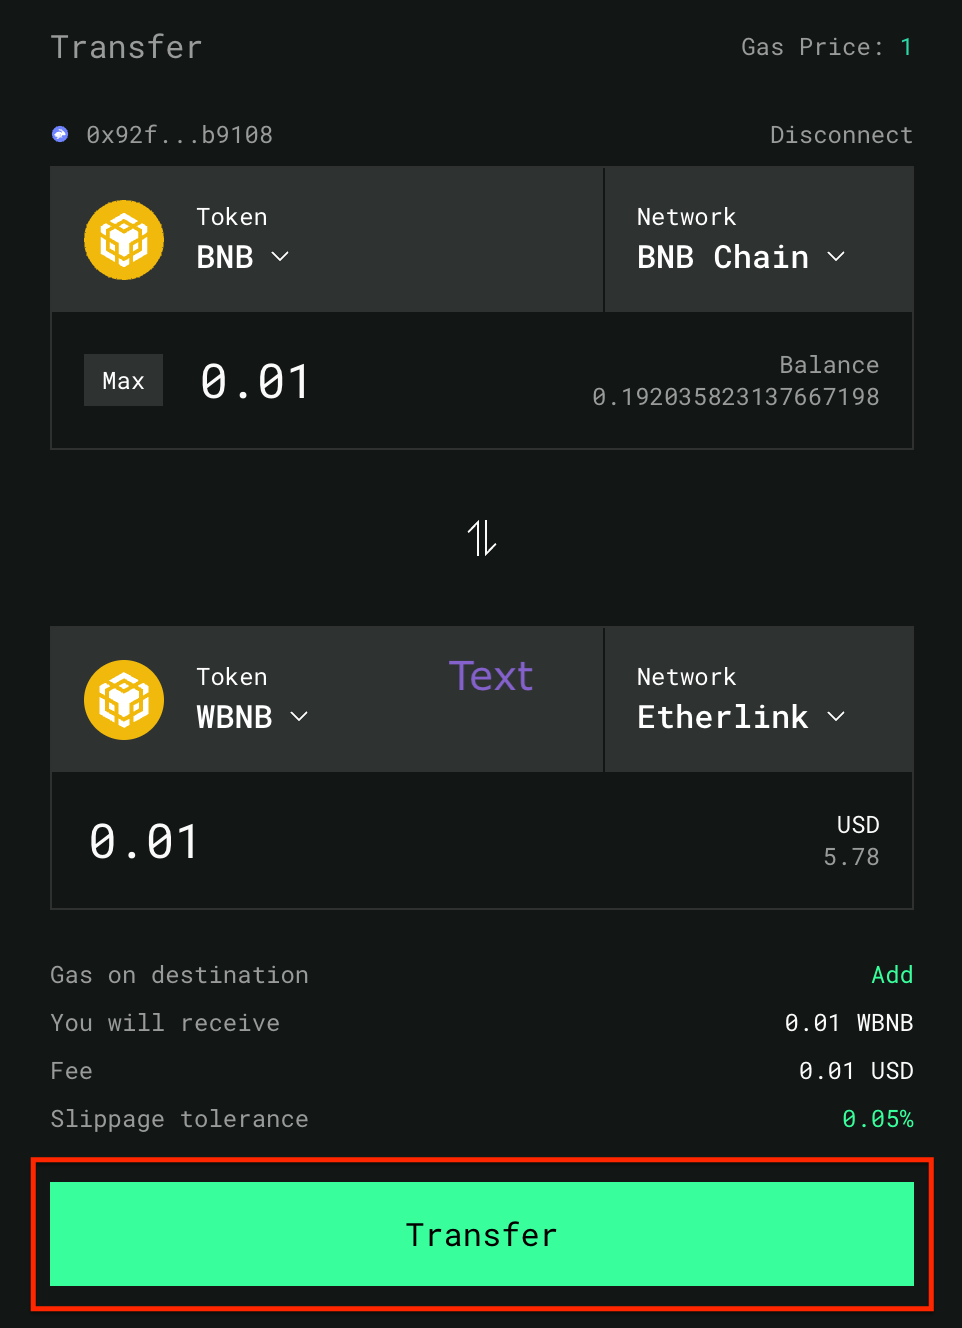 Transfer
Gas Price: 1
0x92f...b9108
Disconnect
Token
BNB
Network
BNB Chain
Max
0.01
Balance
0.192035823137667198
Token
WBNB
Text
Network
Etherlink
0.01
USD
5.78
Gas on destination
Add
You will receive
0.01 WBNB
Fee
0.01 USD
Slippage tolerance
0.05%
Transfer